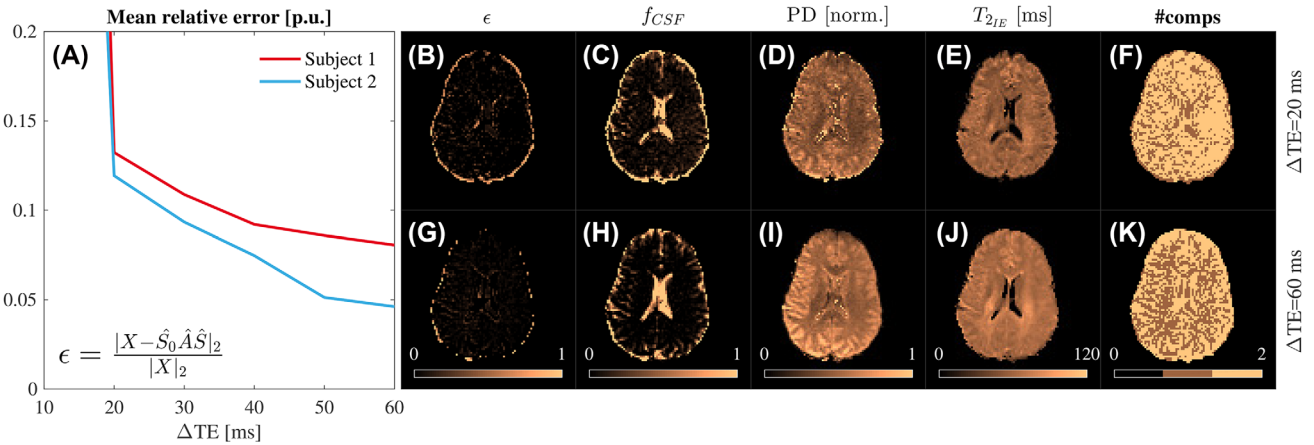 Mean relative error [p.u.]
0.2
0.15
0.1
0.05
0
(A)
Subject 1
Subject 2
ϵ = |X−Ŝ₀ÂŜ|₂ / |X|₂
10 20 30 40 50 60
ΔTE [ms]
ϵ f_CSF PD [norm.] T_2_IE [ms] #comps
(B) (C) (D) (E) (F)
ΔTE=20 ms
(G) (H) (I) (J) (K)
ΔTE=60 ms
0 1 0 1 0 1 0 120 0 2